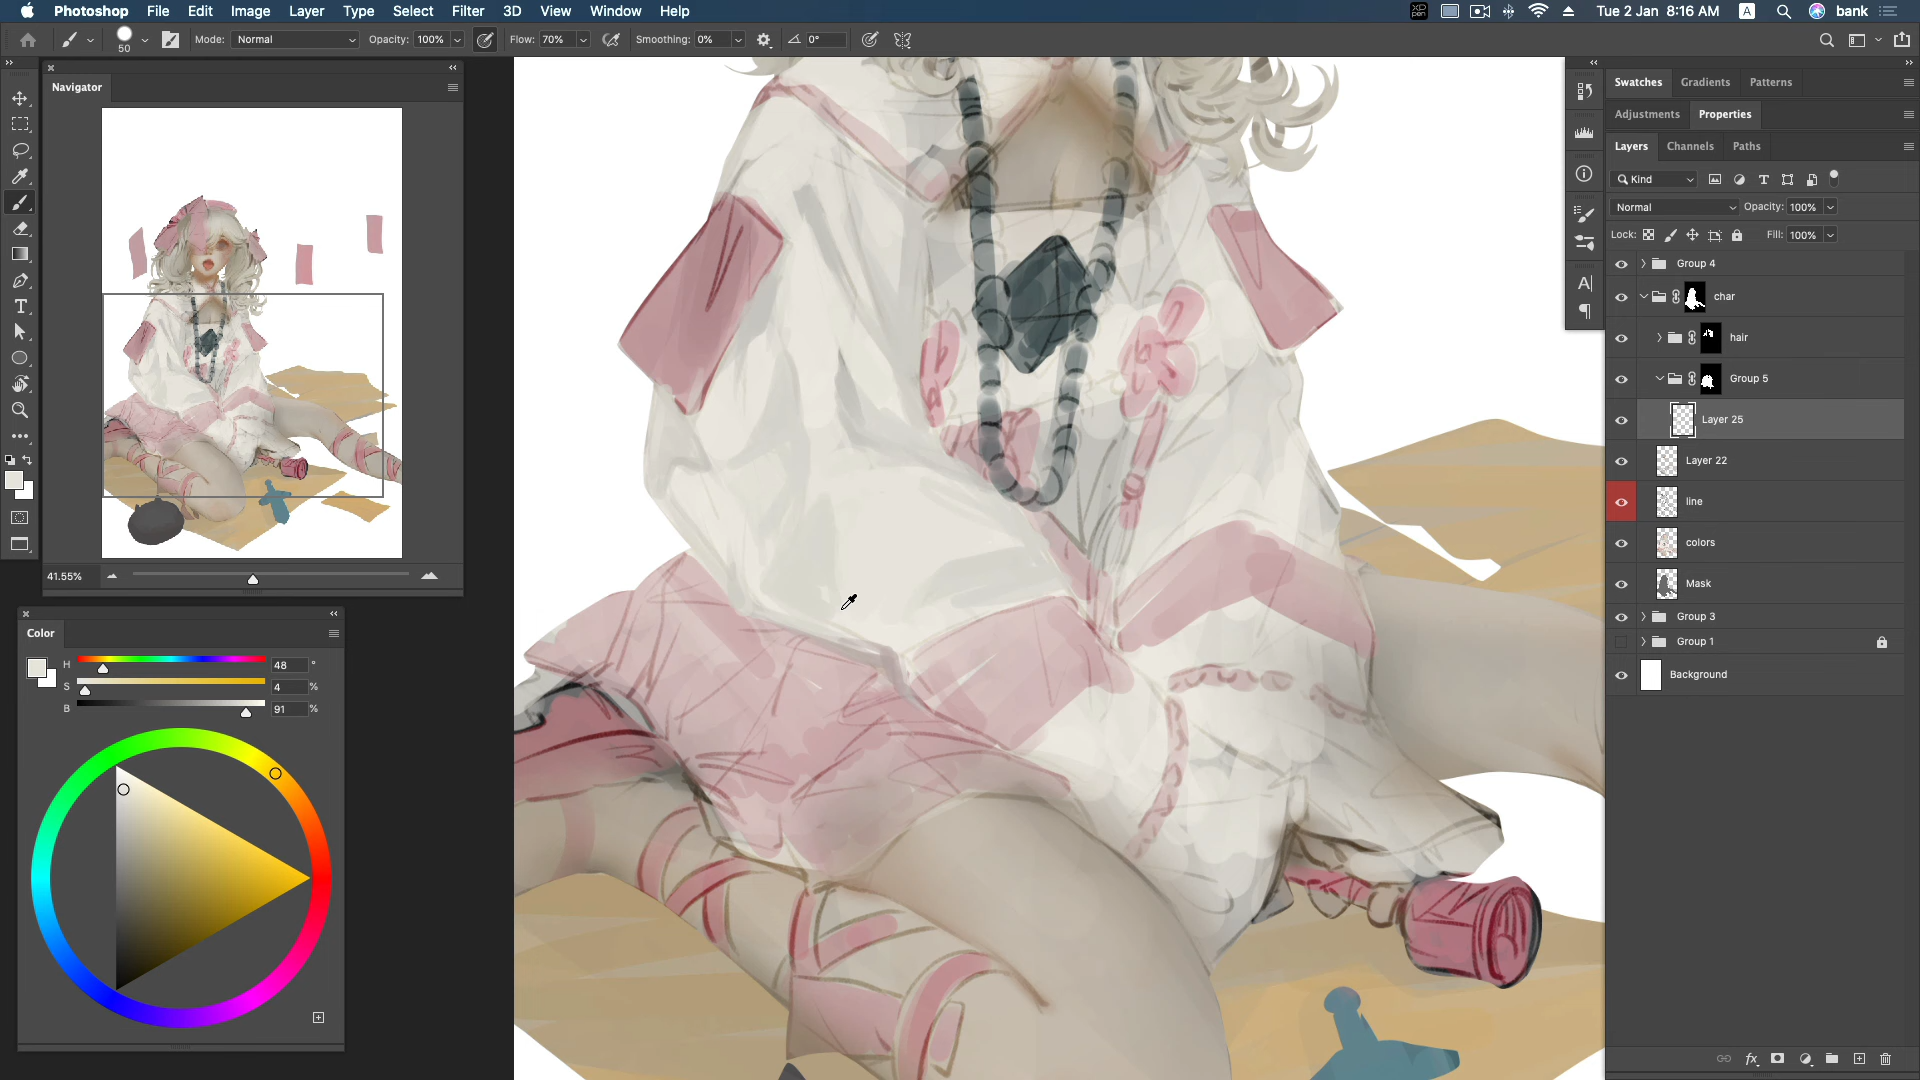 Photoshop File Edit Image Layer Type Select Filter 3D View Window Help
Tue 2 Jan 8:16 AM A bank
50 Mode: Normal Opacity: 100% Flow: 70% Smoothing: 0% 0°
Navigator
41.55%
Color
H 48 °
S 4 %
B 91 %
Swatches Gradients Patterns
Adjustments Properties
Layers Channels Paths
Kind
Normal Opacity: 100%
Lock: Fill: 100%
Group 4
char
hair
Group 5
Layer 25
Layer 22
line
colors
Mask
Group 3
Group 1
Background